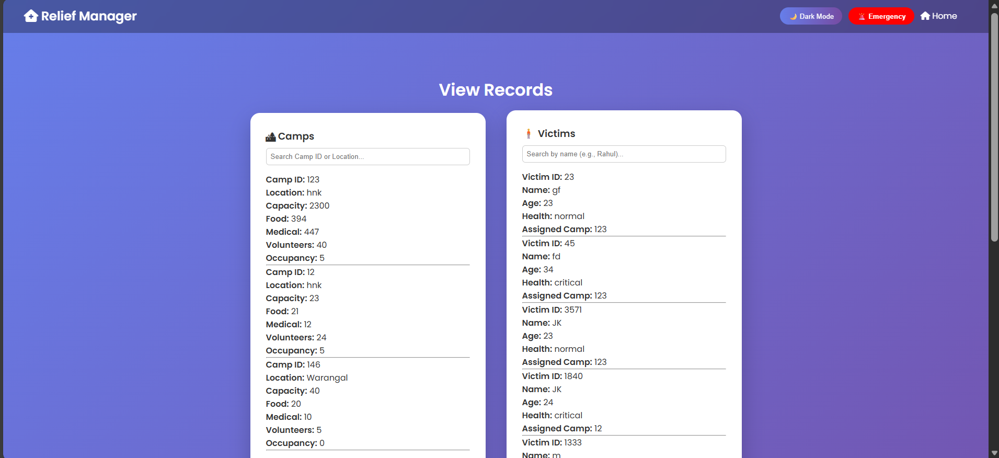 Relief Manager
Dark Mode
Emergency
Home
View Records
Camps
Search Camp ID or Location...
Camp ID: 123
Location: hnk
Capacity: 2300
Food: 394
Medical: 447
Volunteers: 40
Occupancy: 5
Camp ID: 12
Location: hnk
Capacity: 23
Food: 21
Medical: 12
Volunteers: 24
Occupancy: 5
Camp ID: 146
Location: Warangal
Capacity: 40
Food: 20
Medical: 10
Volunteers: 5
Occupancy: 0
Victims
Search by name (e.g., Rahul)...
Victim ID: 23
Name: gf
Age: 23
Health: normal
Assigned Camp: 123
Victim ID: 45
Name: fd
Age: 34
Health: critical
Assigned Camp: 123
Victim ID: 3571
Name: JK
Age: 23
Health: normal
Assigned Camp: 123
Victim ID: 1840
Name: JK
Age: 24
Health: critical
Assigned Camp: 12
Victim ID: 1333
Name: m